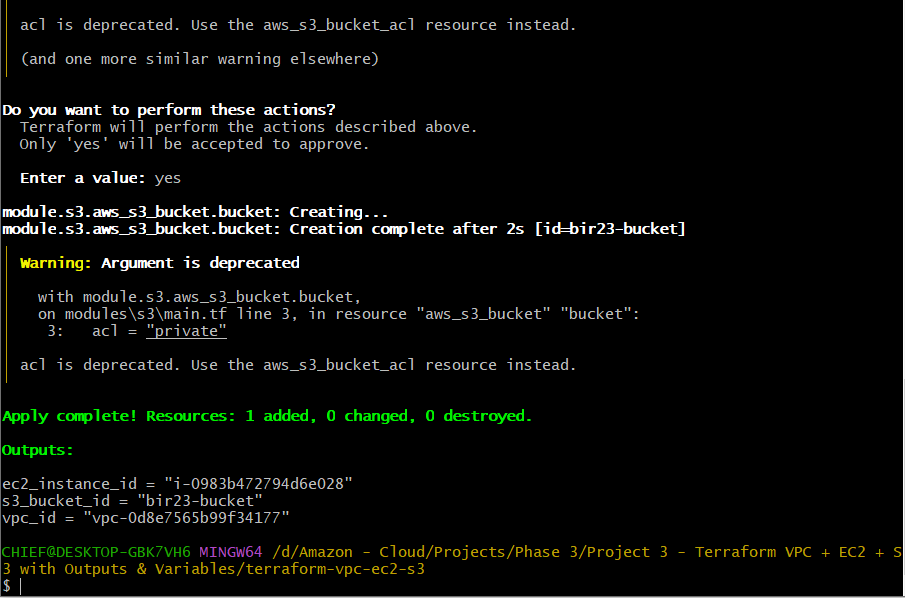 acl is deprecated. Use the aws_s3_bucket_acl resource instead.
(and one more similar warning elsewhere)
Do you want to perform these actions?
Terraform will perform the actions described above.
Only 'yes' will be accepted to approve.
Enter a value: yes
module.s3.aws_s3_bucket.bucket: Creating...
module.s3.aws_s3_bucket.bucket: Creation complete after 2s [id=bir23-bucket]
Warning: Argument is deprecated
with module.s3.aws_s3_bucket.bucket,
on modules\s3\main.tf line 3, in resource "aws_s3_bucket" "bucket":
3:   acl = "private"
acl is deprecated. Use the aws_s3_bucket_acl resource instead.
Apply complete! Resources: 1 added, 0 changed, 0 destroyed.
Outputs:
ec2_instance_id = "i-0983b472794d6e028"
s3_bucket_id = "bir23-bucket"
vpc_id = "vpc-0d8e7565b99f34177"
CHIEF@DESKTOP-GBK7VH6 MINGW64 /d/Amazon - Cloud/Projects/Phase 3/Project 3 - Terraform VPC + EC2 + S
3 with Outputs & Variables/terraform-vpc-ec2-s3
$